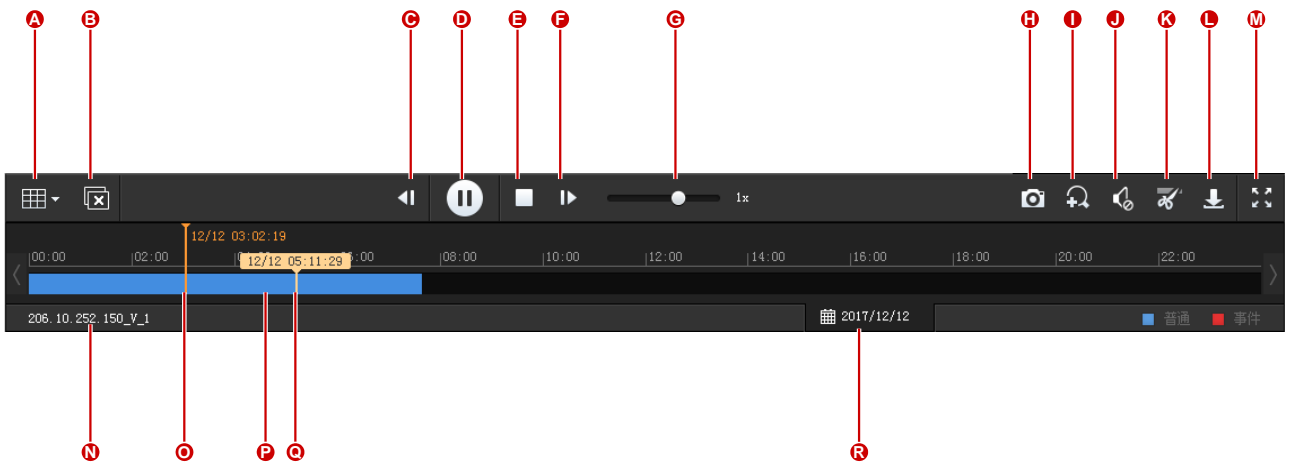 A B C D E F G H I J K L M
1x
12/12 03:02:19
00:00 02:00 12/12 05:11:29 :00 08:00 10:00 12:00 14:00 16:00 18:00 20:00 22:00
206.10.252.150_V_1 2017/12/12 普通 事件
N O P Q R